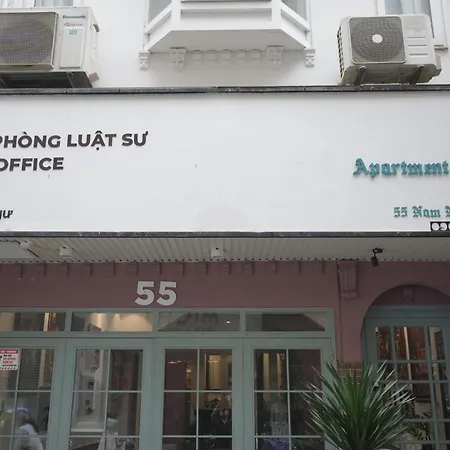 PHÒNG LUẬT SƯ
OFFICE
Apartment
55 Nam
55